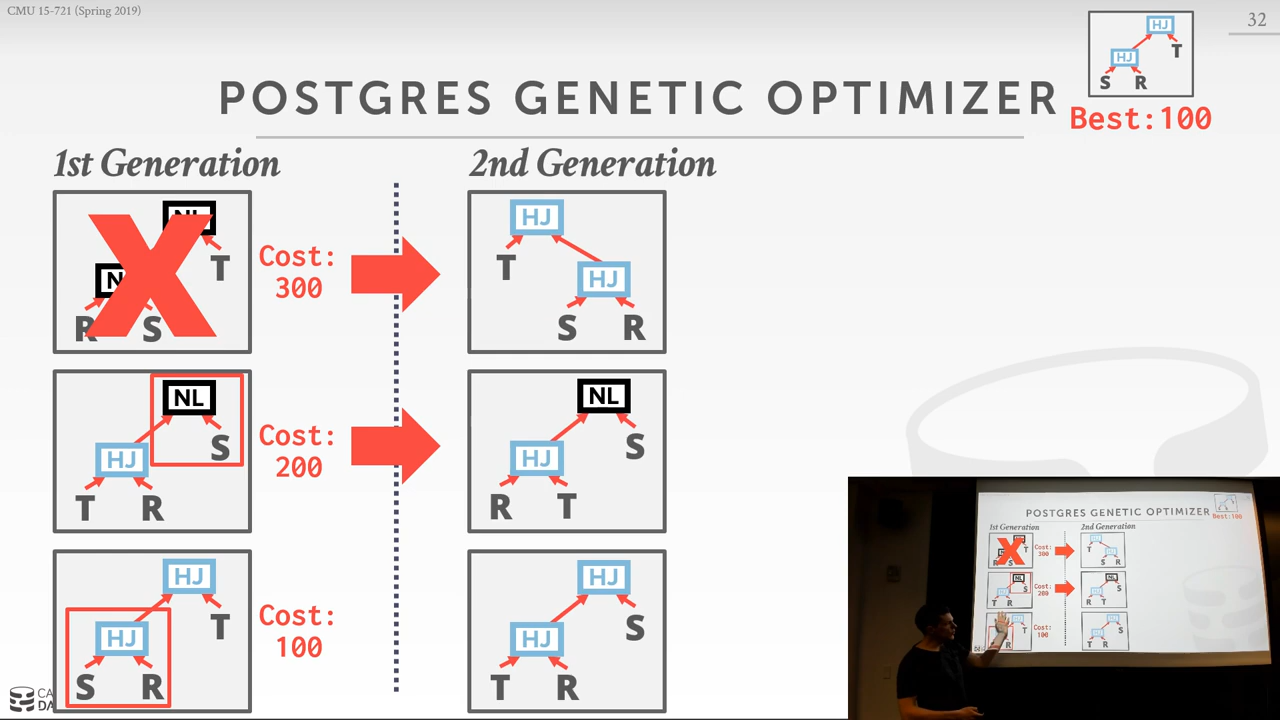 CMU 15-721 (Spring 2019)
32
HJ
HJ
T
S R
POSTGRES GENETIC OPTIMIZER
Best:100
1st Generation
2nd Generation
NL
T
R S
X
Cost:
300
HJ
T
HJ
S R
NL
HJ
S
T R
Cost:
200
NL
HJ
S
R T
HJ
HJ
T
S R
Cost:
100
HJ
HJ
S
T R
POSTGRES GENETIC OPTIMIZER
Best:100
1st Generation
2nd Generation
Cost:
300
Cost:
200
Cost:
100